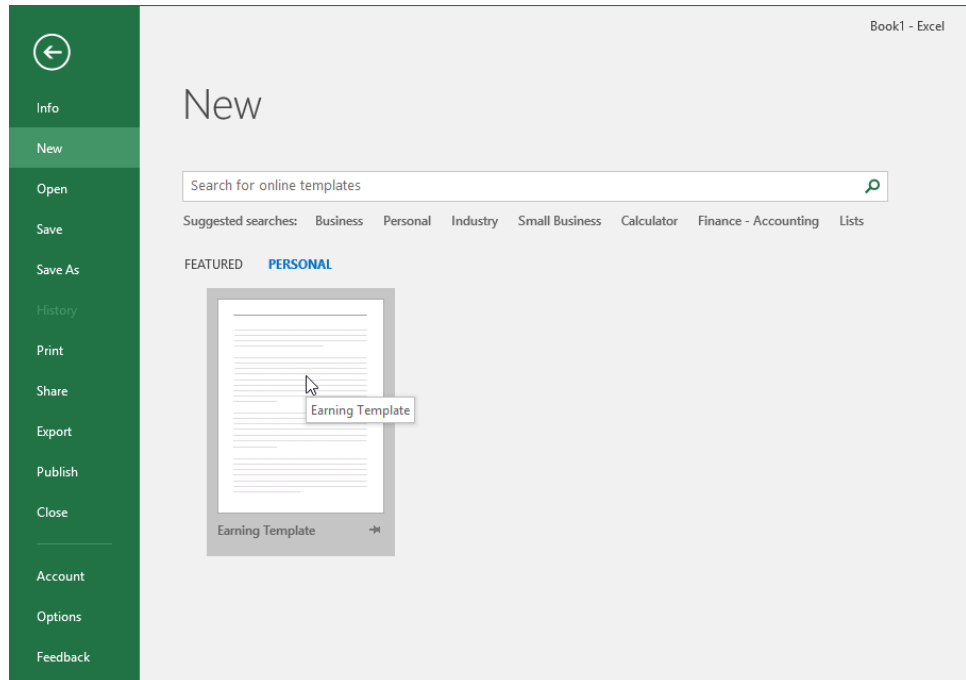 Book1 - Excel
Info
New
Open
Save
Save As
History
Print
Share
Export
Publish
Close
Account
Options
Feedback
New
Search for online templates
Suggested searches: Business Personal Industry Small Business Calculator Finance - Accounting Lists
FEATURED PERSONAL
Earning Template
Earning Template